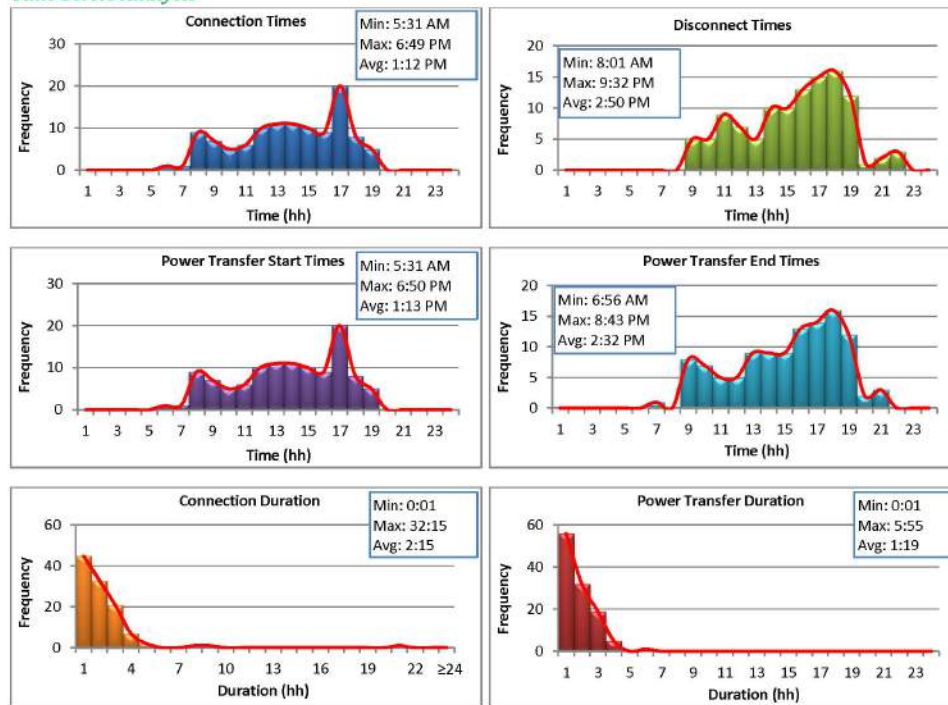 Connection Times
Min: 5:31 AM
Max: 6:49 PM
Avg: 1:12 PM
Frequency
30
20
10
0
1 3 5 7 9 11 13 15 17 19 21 23
Time (hh)
Disconnect Times
Min: 8:01 AM
Max: 9:32 PM
Avg: 2:50 PM
Frequency
20
15
10
5
0
1 3 5 7 9 11 13 15 17 19 21 23
Time (hh)
Power Transfer Start Times
Min: 5:31 AM
Max: 6:50 PM
Avg: 1:13 PM
Frequency
30
20
10
0
1 3 5 7 9 11 13 15 17 19 21 23
Time (hh)
Power Transfer End Times
Min: 6:56 AM
Max: 8:43 PM
Avg: 2:32 PM
Frequency
20
15
10
5
0
1 3 5 7 9 11 13 15 17 19 21 23
Time (hh)
Connection Duration
Min: 0:01
Max: 32:15
Avg: 2:15
Frequency
60
40
20
0
1 4 7 10 13 16 19 22 ≥24
Duration (hh)
Power Transfer Duration
Min: 0:01
Max: 5:55
Avg: 1:19
Frequency
60
40
20
0
1 3 5 7 9 11 13 15 17 19 21 23
Duration (hh)